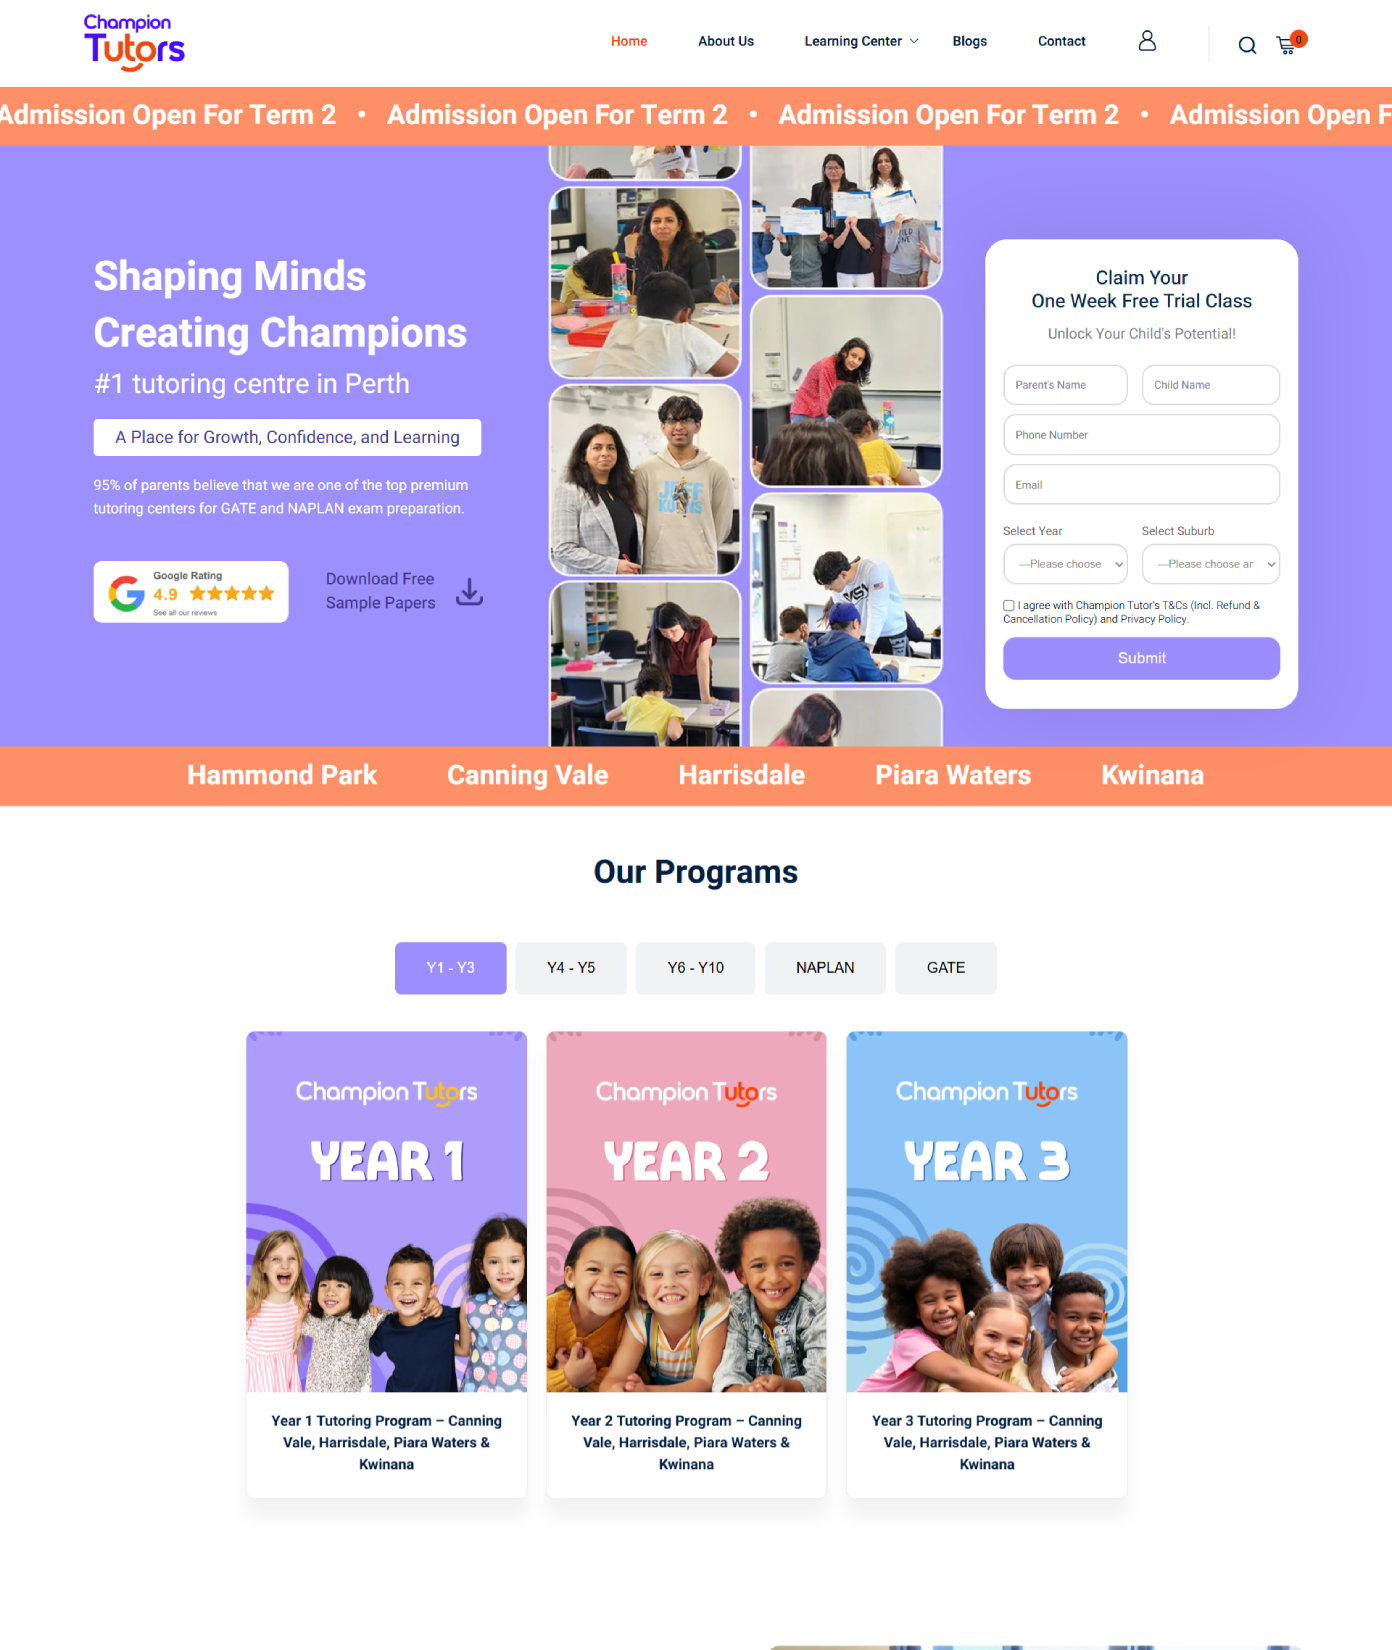 Champion
Tutors
Home
About Us
Learning Center
Blogs
Contact
0
Admission Open For Term 2 • Admission Open For Term 2 • Admission Open For Term 2 • Admission Open F
Shaping Minds
Creating Champions
#1 tutoring centre in Perth
A Place for Growth, Confidence, and Learning
95% of parents believe that we are one of the top premium
tutoring centers for GATE and NAPLAN exam preparation.
Google Rating
4.9
See all our reviews
Download Free
Sample Papers
Claim Your
One Week Free Trial Class
Unlock Your Child's Potential!
Parent's Name
Child Name
Phone Number
Email
Select Year
Select Suburb
—Please choose
—Please choose ar
I agree with Champion Tutor's T&Cs (Incl. Refund &
Cancellation Policy) and Privacy Policy.
Submit
Hammond Park
Canning Vale
Harrisdale
Piara Waters
Kwinana
Our Programs
Y1 - Y3
Y4 - Y5
Y6 - Y10
NAPLAN
GATE
Champion Tutors
YEAR 1
Year 1 Tutoring Program – Canning
Vale, Harrisdale, Piara Waters &
Kwinana
Champion Tutors
YEAR 2
Year 2 Tutoring Program – Canning
Vale, Harrisdale, Piara Waters &
Kwinana
Champion Tutors
YEAR 3
Year 3 Tutoring Program – Canning
Vale, Harrisdale, Piara Waters &
Kwinana